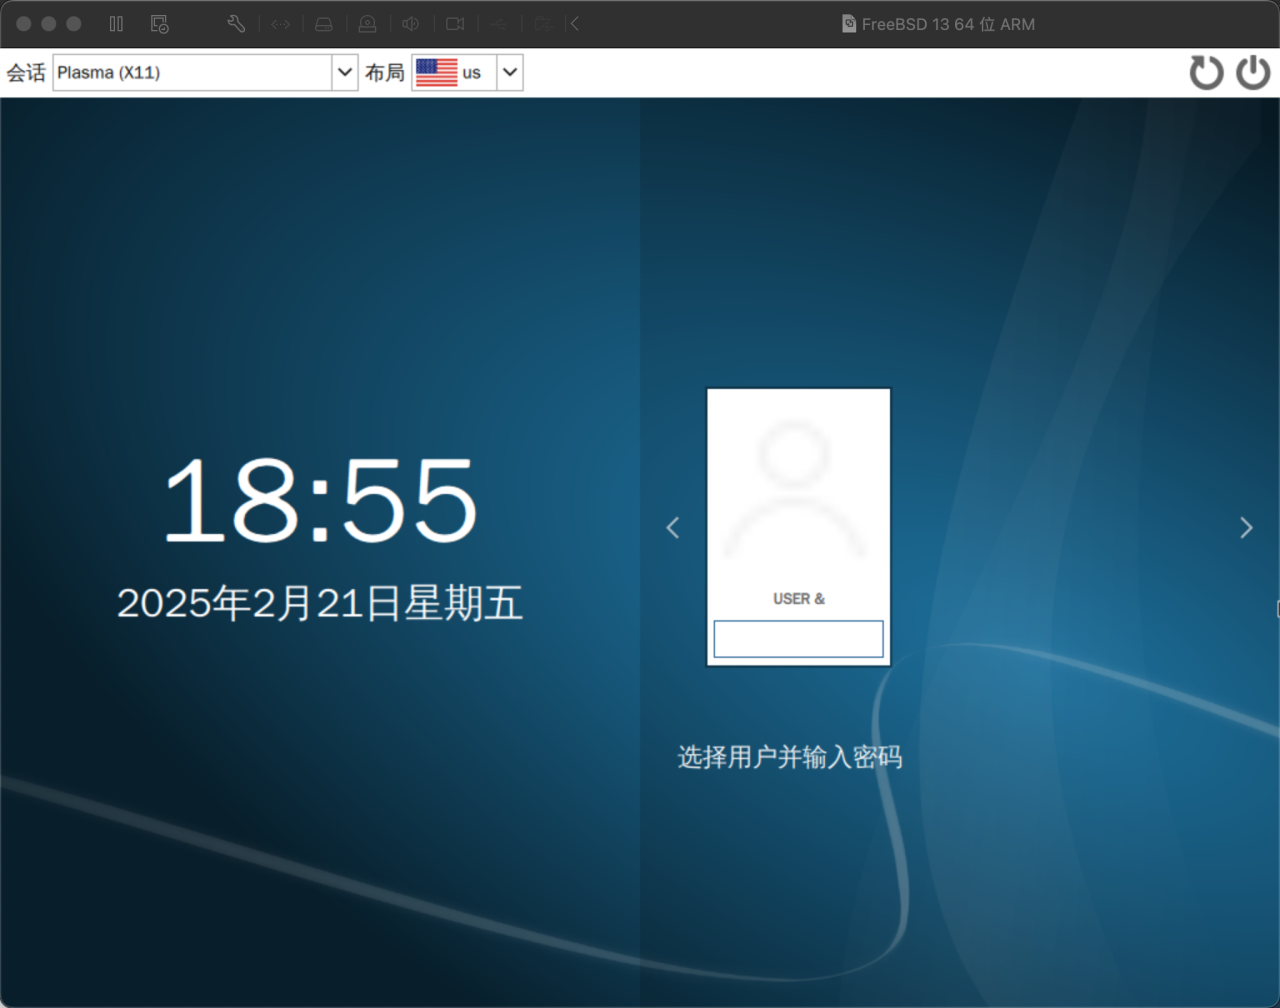 FreeBSD 13 64 位 ARM
会话 Plasma (X11) 布局 us
18:55
2025年2月21日星期五
USER &
选择用户并输入密码